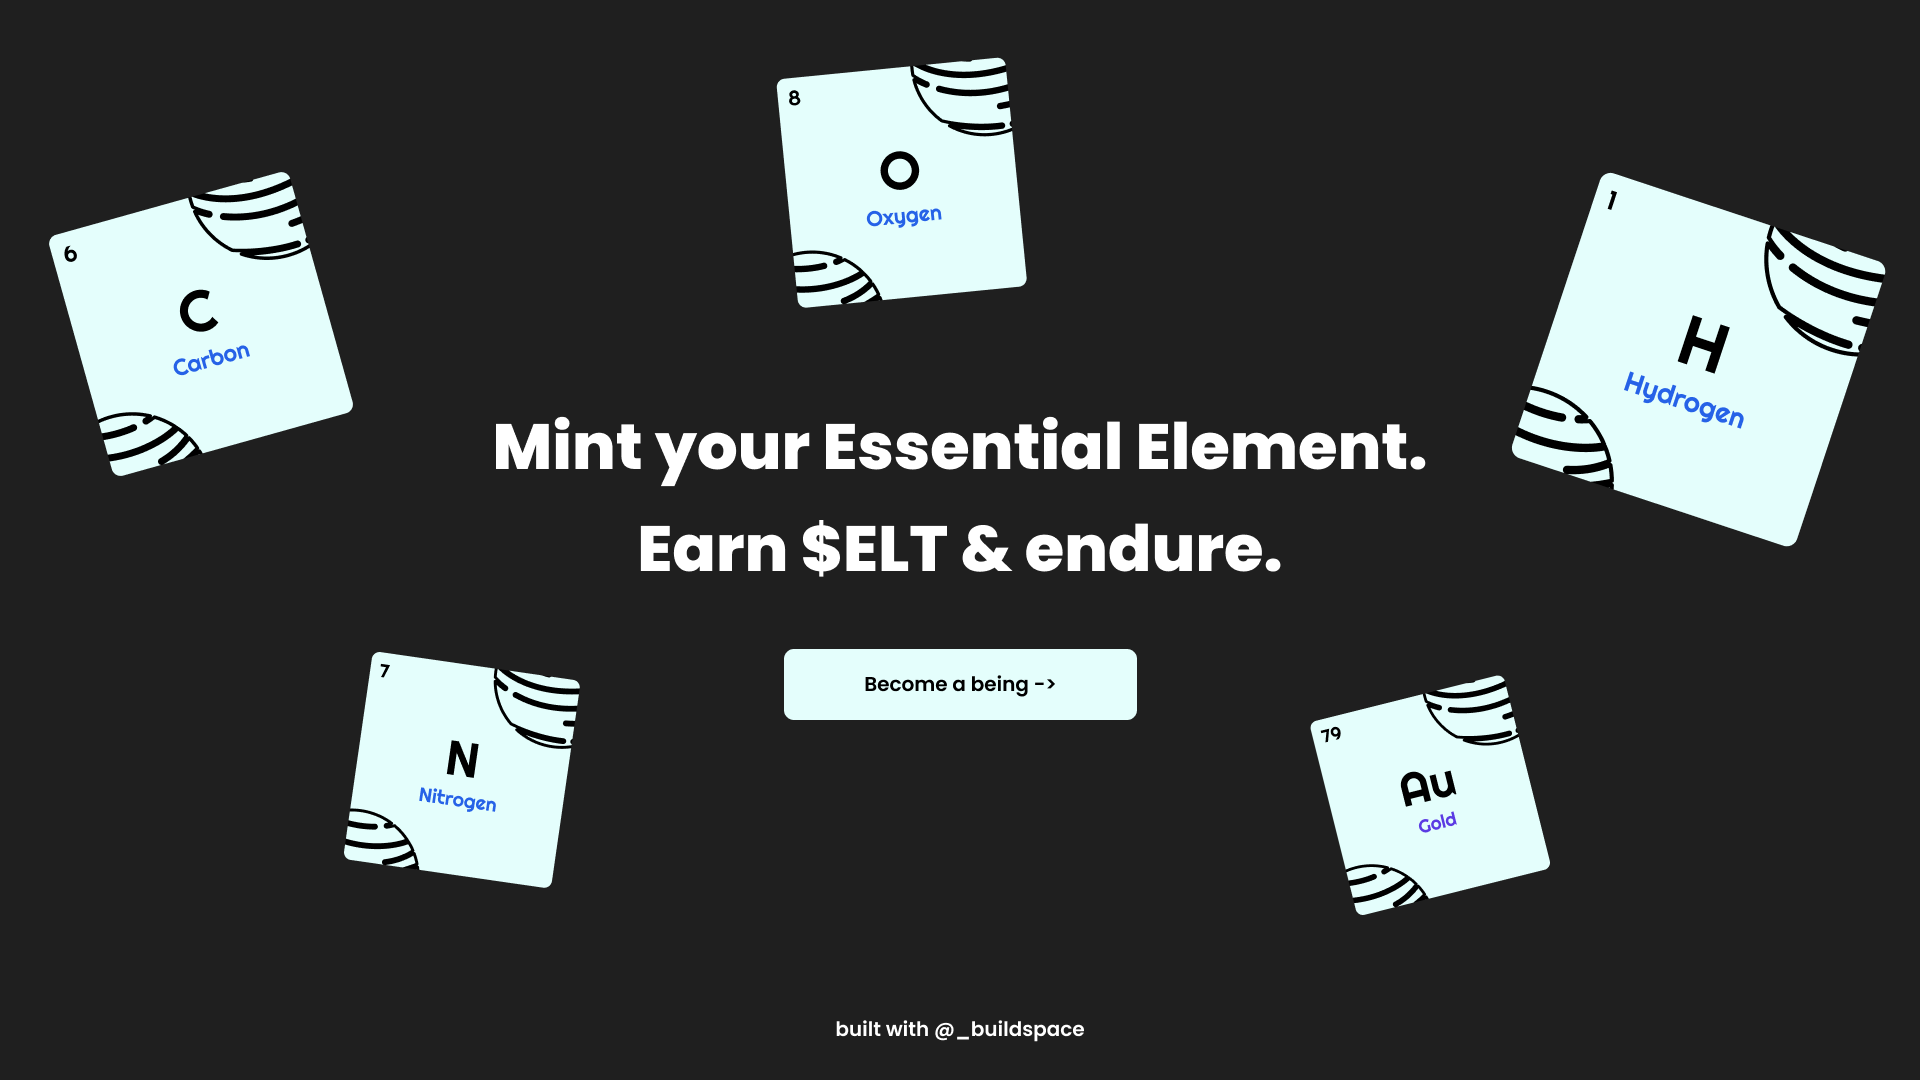 8
O
Oxygen
6
C
Carbon
1
H
Hydrogen
Mint your Essential Element.
Earn $ELT & endure.
Become a being ->
7
N
Nitrogen
79
Au
Gold
built with @_buildspace